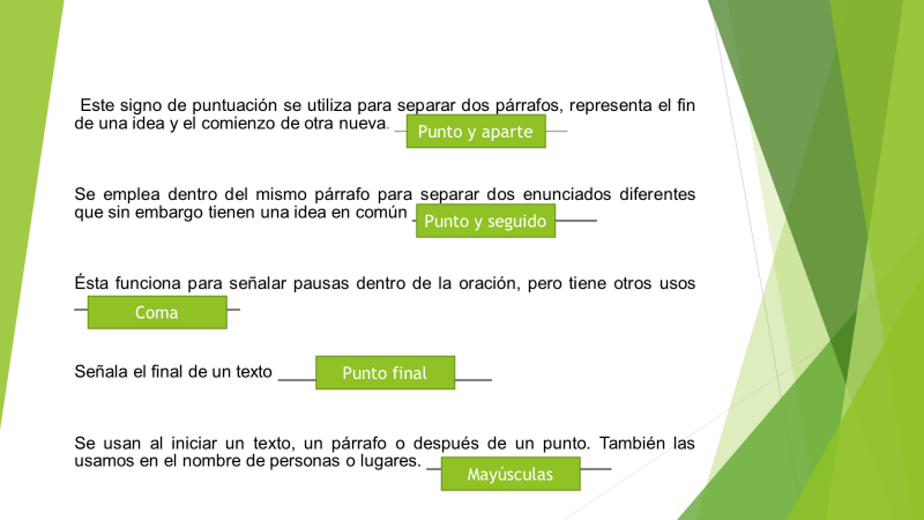 Este signo de puntuación se utiliza para separar dos párrafos, representa el fin
de una idea y el comienzo de otra nueva. Punto y aparte
Se emplea dentro del mismo párrafo para separar dos enunciados diferentes
que sin embargo tienen una idea en común Punto y seguido
Ésta funciona para señalar pausas dentro de la oración, pero tiene otros usos
Coma
Señala el final de un texto Punto final
Se usan al iniciar un texto, un párrafo o después de un punto. También las
usamos en el nombre de personas o lugares. Mayúsculas